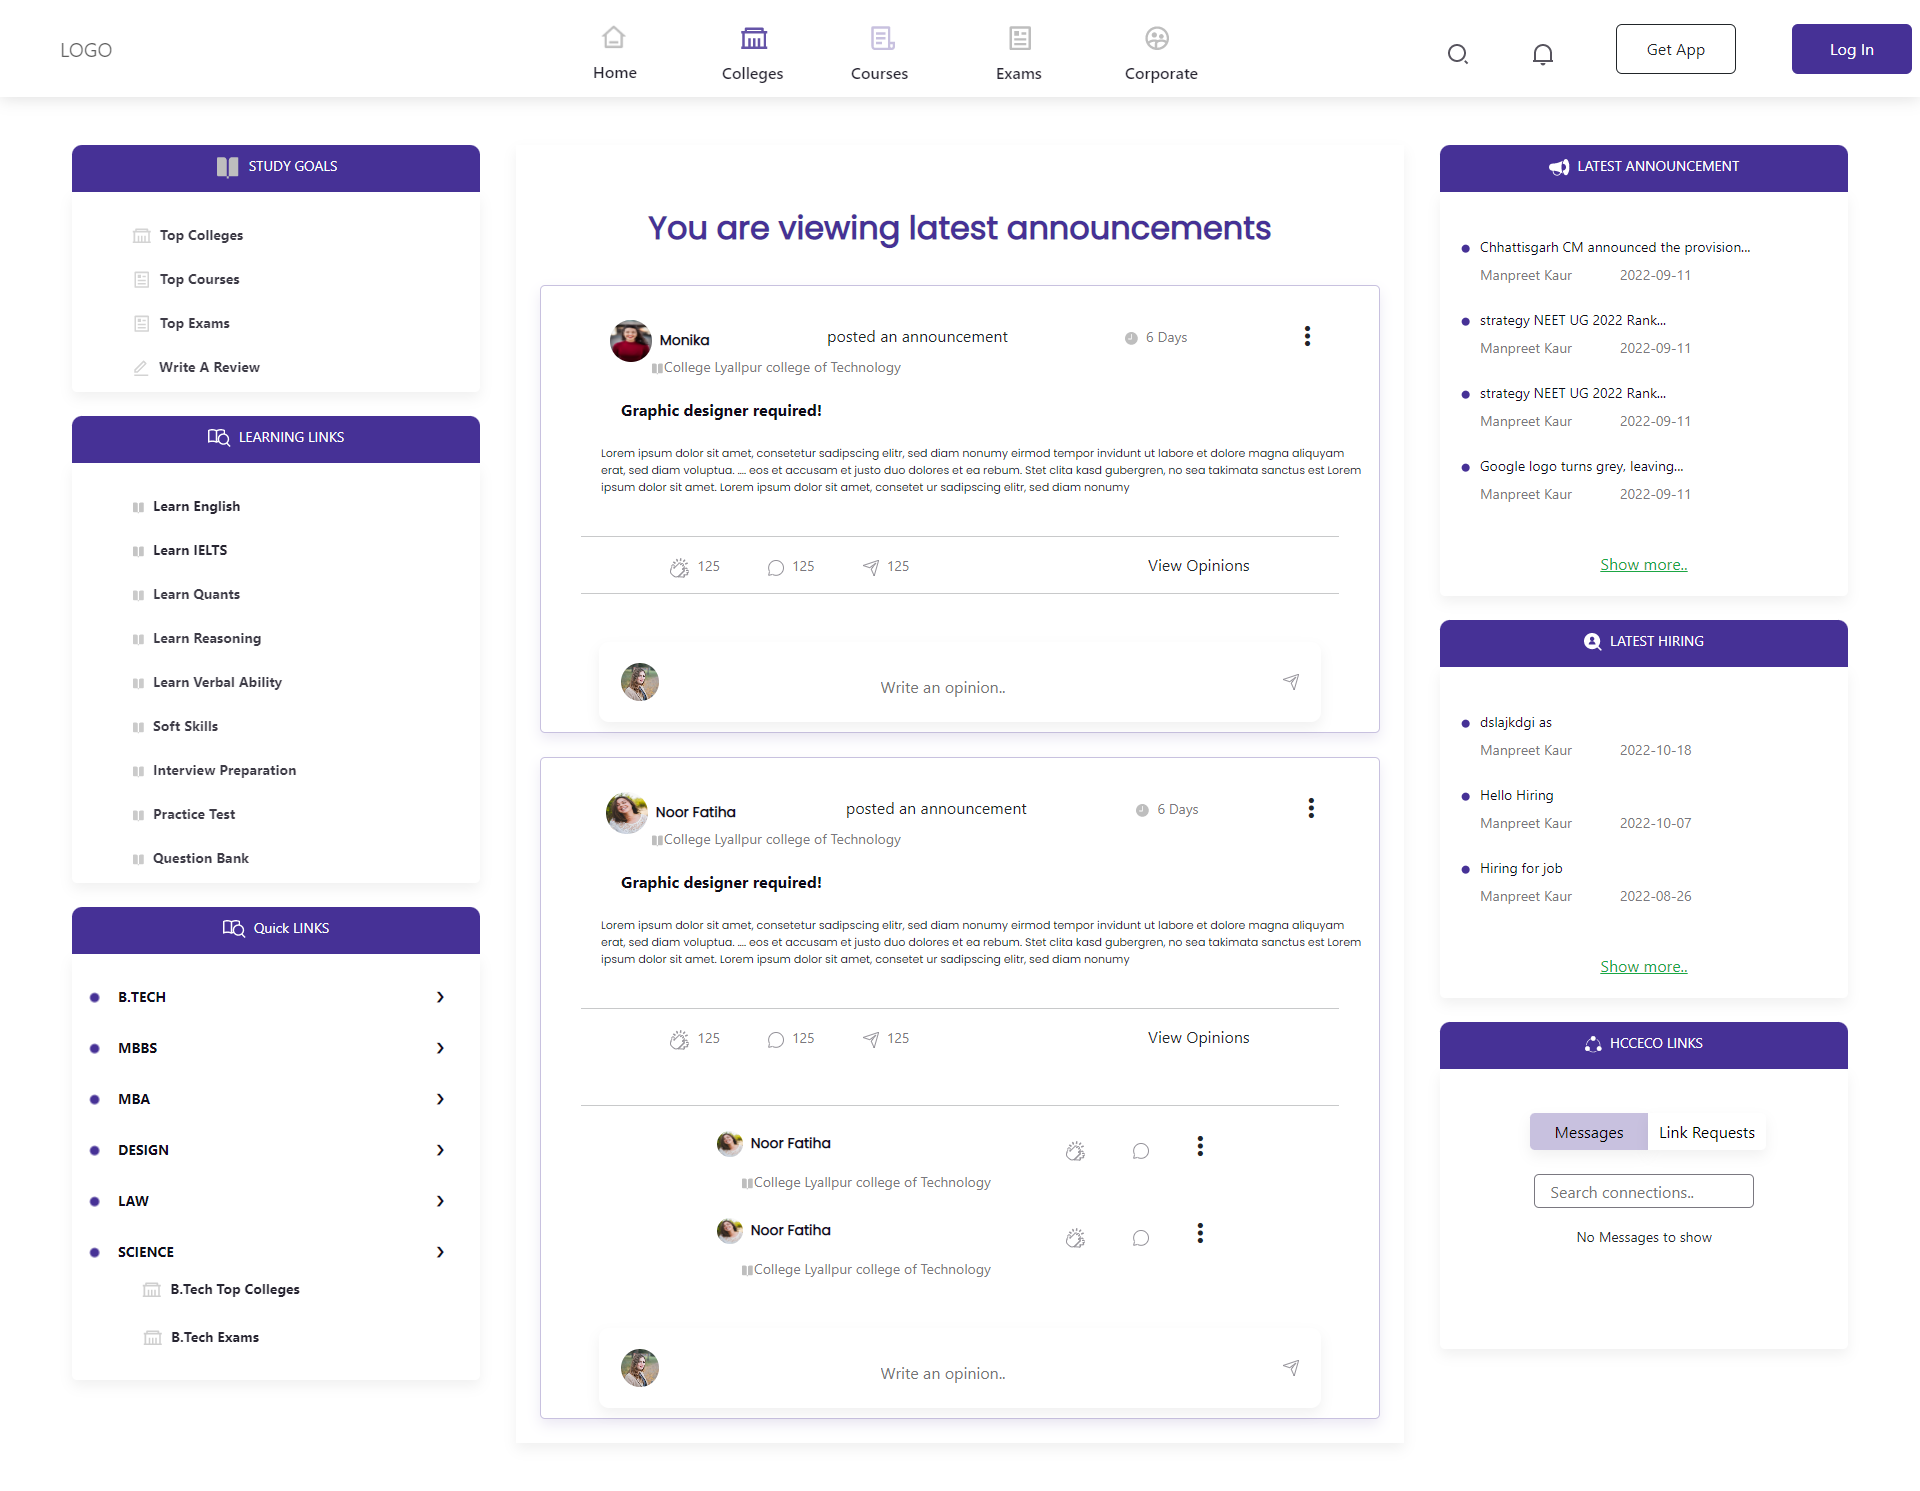 LOGO
Home
Colleges
Courses
Exams
Corporate
Get App
Log In
STUDY GOALS
Top Colleges
Top Courses
Top Exams
Write A Review
LEARNING LINKS
Learn English
Learn IELTS
Learn Quants
Learn Reasoning
Learn Verbal Ability
Soft Skills
Interview Preparation
Practice Test
Question Bank
Quick LINKS
B.TECH
MBBS
MBA
DESIGN
LAW
SCIENCE
B.Tech Top Colleges
B.Tech Exams
You are viewing latest announcements
Monika posted an announcement 6 Days
College Lyallpur college of Technology
Graphic designer required!
Lorem ipsum dolor sit amet, consetetur sadipscing elitr, sed diam nonumy eirmod tempor invidunt ut labore et dolore magna aliquyam
erat, sed diam voluptua. .... eos et accusam et justo duo dolores et ea rebum. Stet clita kasd gubergren, no sea takimata sanctus est Lorem
ipsum dolor sit amet. Lorem ipsum dolor sit amet, consetet ur sadipscing elitr, sed diam nonumy
125 125 125 View Opinions
Write an opinion..
Noor Fatiha posted an announcement 6 Days
College Lyallpur college of Technology
Graphic designer required!
Lorem ipsum dolor sit amet, consetetur sadipscing elitr, sed diam nonumy eirmod tempor invidunt ut labore et dolore magna aliquyam
erat, sed diam voluptua. .... eos et accusam et justo duo dolores et ea rebum. Stet clita kasd gubergren, no sea takimata sanctus est Lorem
ipsum dolor sit amet. Lorem ipsum dolor sit amet, consetet ur sadipscing elitr, sed diam nonumy
125 125 125 View Opinions
Noor Fatiha
College Lyallpur college of Technology
Noor Fatiha
College Lyallpur college of Technology
Write an opinion..
LATEST ANNOUNCEMENT
Chhattisgarh CM announced the provision...
Manpreet Kaur 2022-09-11
strategy NEET UG 2022 Rank...
Manpreet Kaur 2022-09-11
strategy NEET UG 2022 Rank...
Manpreet Kaur 2022-09-11
Google logo turns grey, leaving...
Manpreet Kaur 2022-09-11
Show more..
LATEST HIRING
dslajkdgi as
Manpreet Kaur 2022-10-18
Hello Hiring
Manpreet Kaur 2022-10-07
Hiring for job
Manpreet Kaur 2022-08-26
Show more..
HCCECO LINKS
Messages Link Requests
Search connections..
No Messages to show